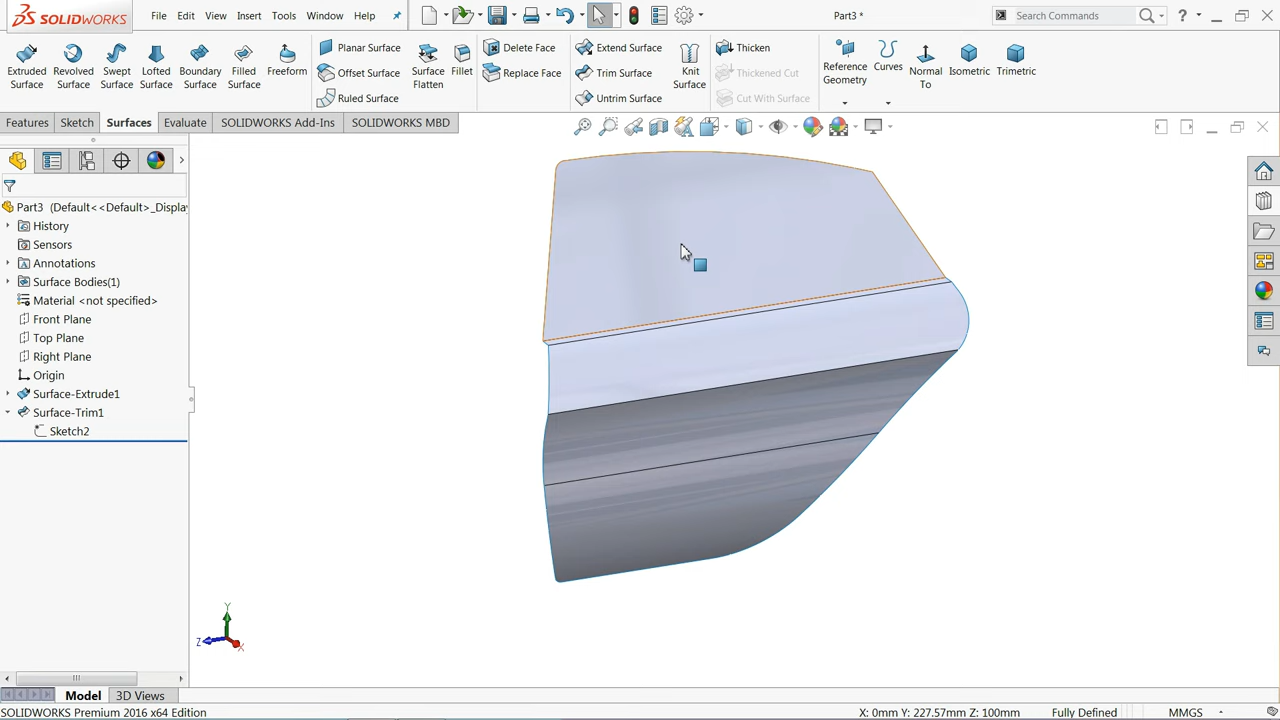 SOLIDWORKS File Edit View Insert Tools Window Help Part3 * Search Commands ?
Extruded Surface Revolved Surface Swept Surface Lofted Surface Boundary Surface Filled Surface Freeform Planar Surface Offset Surface Ruled Surface Surface Flatten Fillet Delete Face Replace Face Extend Surface Trim Surface Untrim Surface Knit Surface Thicken Thickened Cut Cut With Surface Reference Geometry Curves Normal To Isometric Trimetric
Features Sketch Surfaces Evaluate SOLIDWORKS Add-Ins SOLIDWORKS MBD
Part3 (Default<<Default>_Displa
History
Sensors
Annotations
Surface Bodies(1)
Material <not specified>
Front Plane
Top Plane
Right Plane
Origin
Surface-Extrude1
Surface-Trim1
Sketch2
Y
Z
X
Model 3D Views
SOLIDWORKS Premium 2016 x64 Edition X: 0mm Y: 227.57mm Z: 100mm Fully Defined MMGS